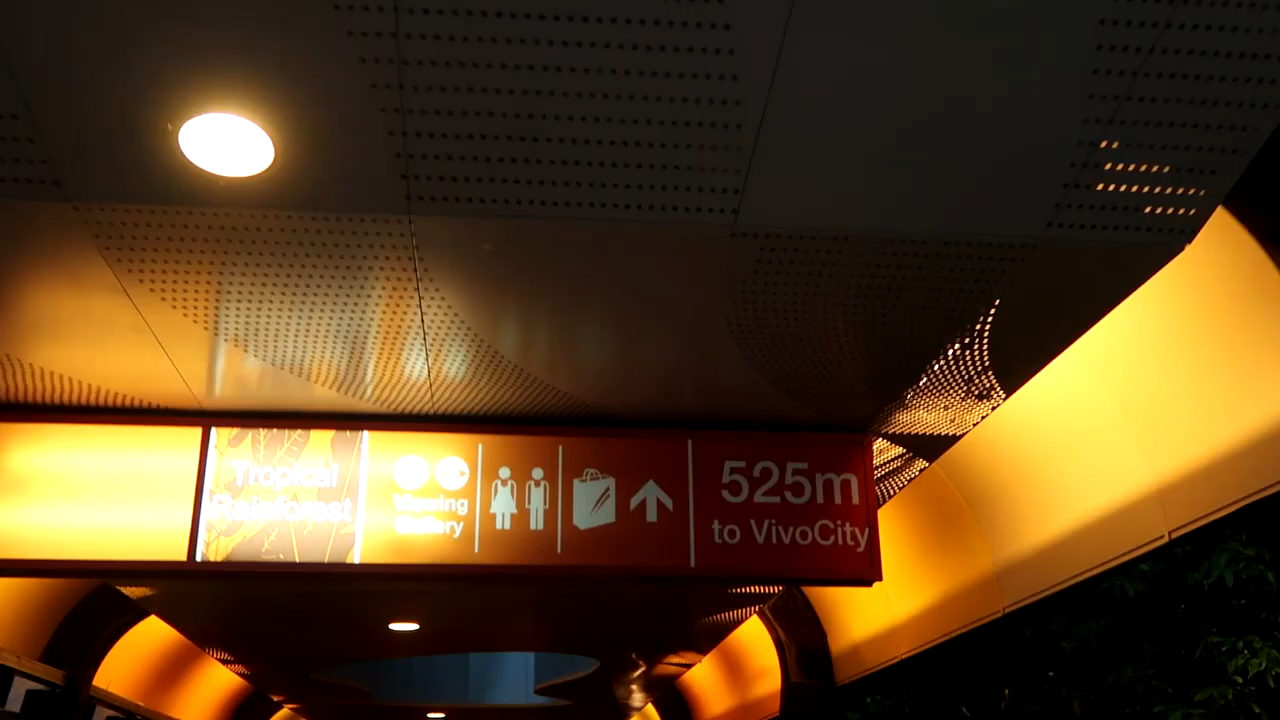 Tropical
Rainforest
Viewing
Gallery
525m
to VivoCity